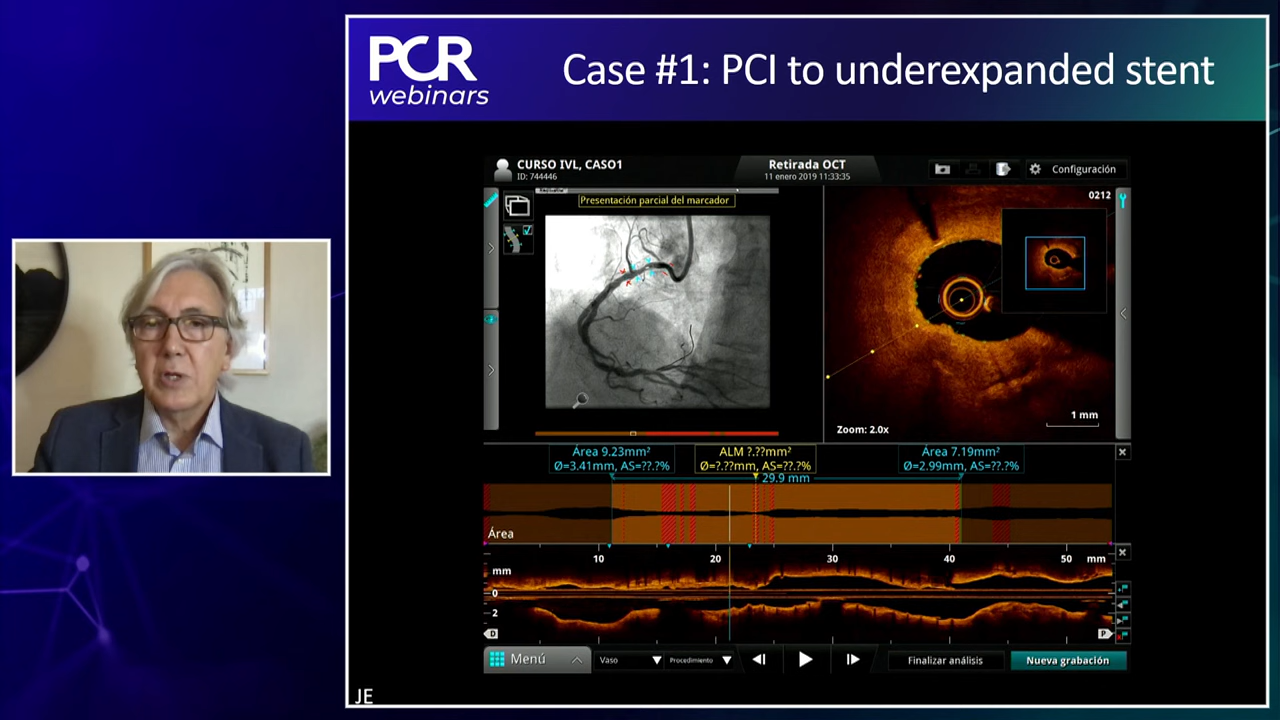 PCR
webinars
Case #1: PCI to underexpanded stent
CURSO IVL, CASO1
ID: 744446
Retirada OCT
11 enero 2019 11:33:35
Configuración
Presentación parcial del marcador
0212
1 mm
Zoom: 2.0x
Área 9.23mm²
Ø=3.41mm, AS=??.?%
ALM ?.??mm²
Ø=?.??mm, AS=??.?%
Área 7.19mm²
Ø=2.99mm, AS=??.?%
29.9 mm
Área
10 20 30 40 50 mm
mm
0
2
D P
Menú Vaso Procedimiento Finalizar análisis Nueva grabación
JE